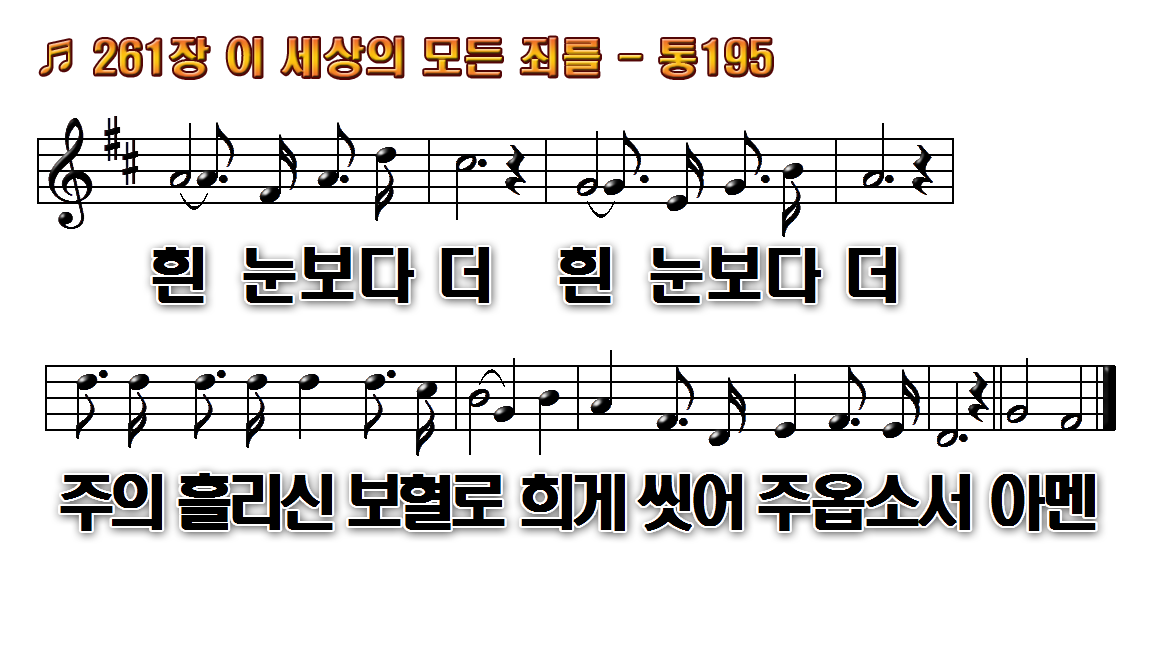 ♬ 261장 이 세상의 모든 죄를 - 통195
흰 눈보다 더 흰 눈보다 더
주의 흘리신 보혈로 희게 씻어 주옵소서 아멘